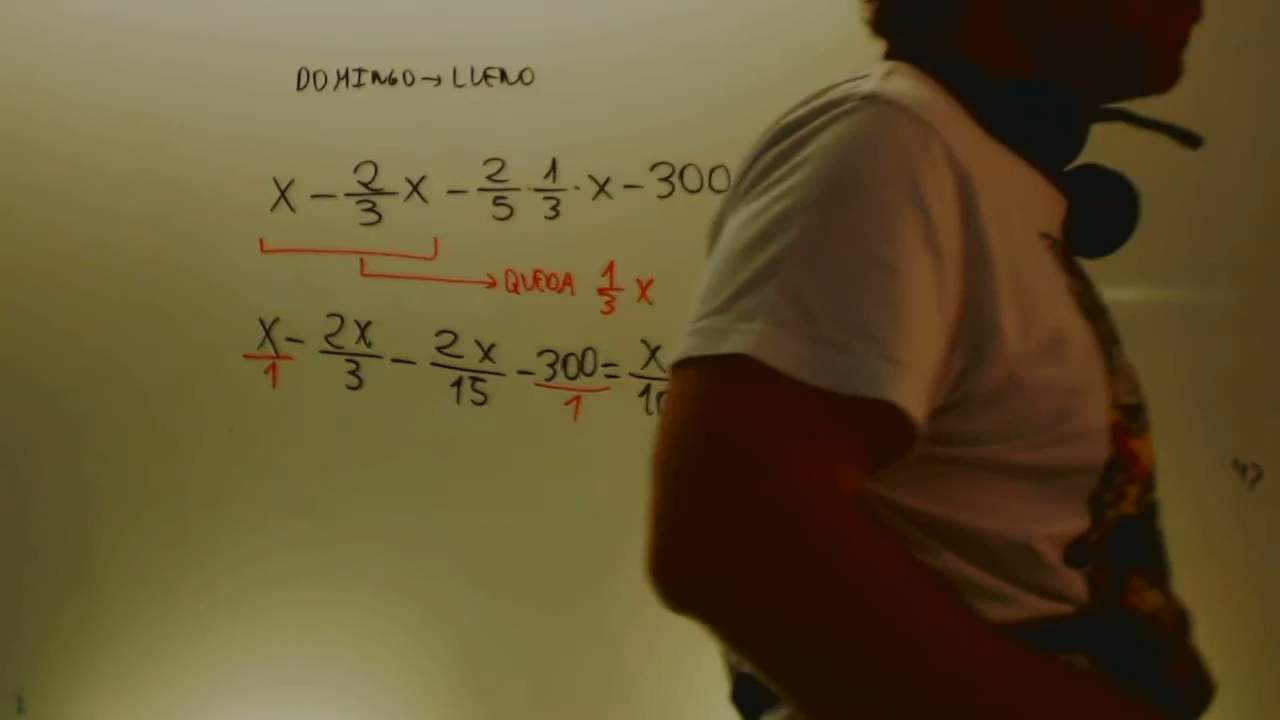 DOMINGO → LLENO
X - 2/3 X - 2/5 · 1/3 · X - 300
QUEDA 1/3 X
X/1 - 2X/3 - 2X/15 - 300/1 = X/10